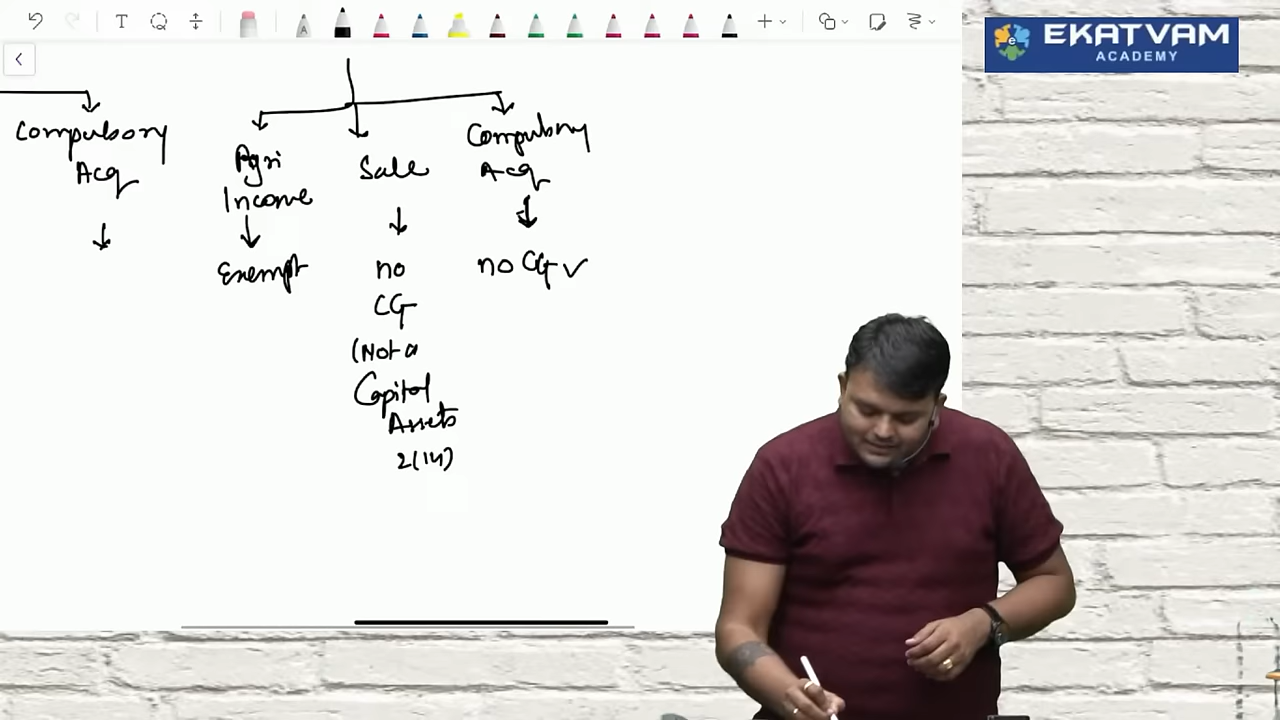 EKATVAM
ACADEMY
Compulsory
Acq
Agri
Income
Exempt
Sale
no
CG
(Not a
Capital
Assets
2(14)
Compulsory
Acq
no CG ✓